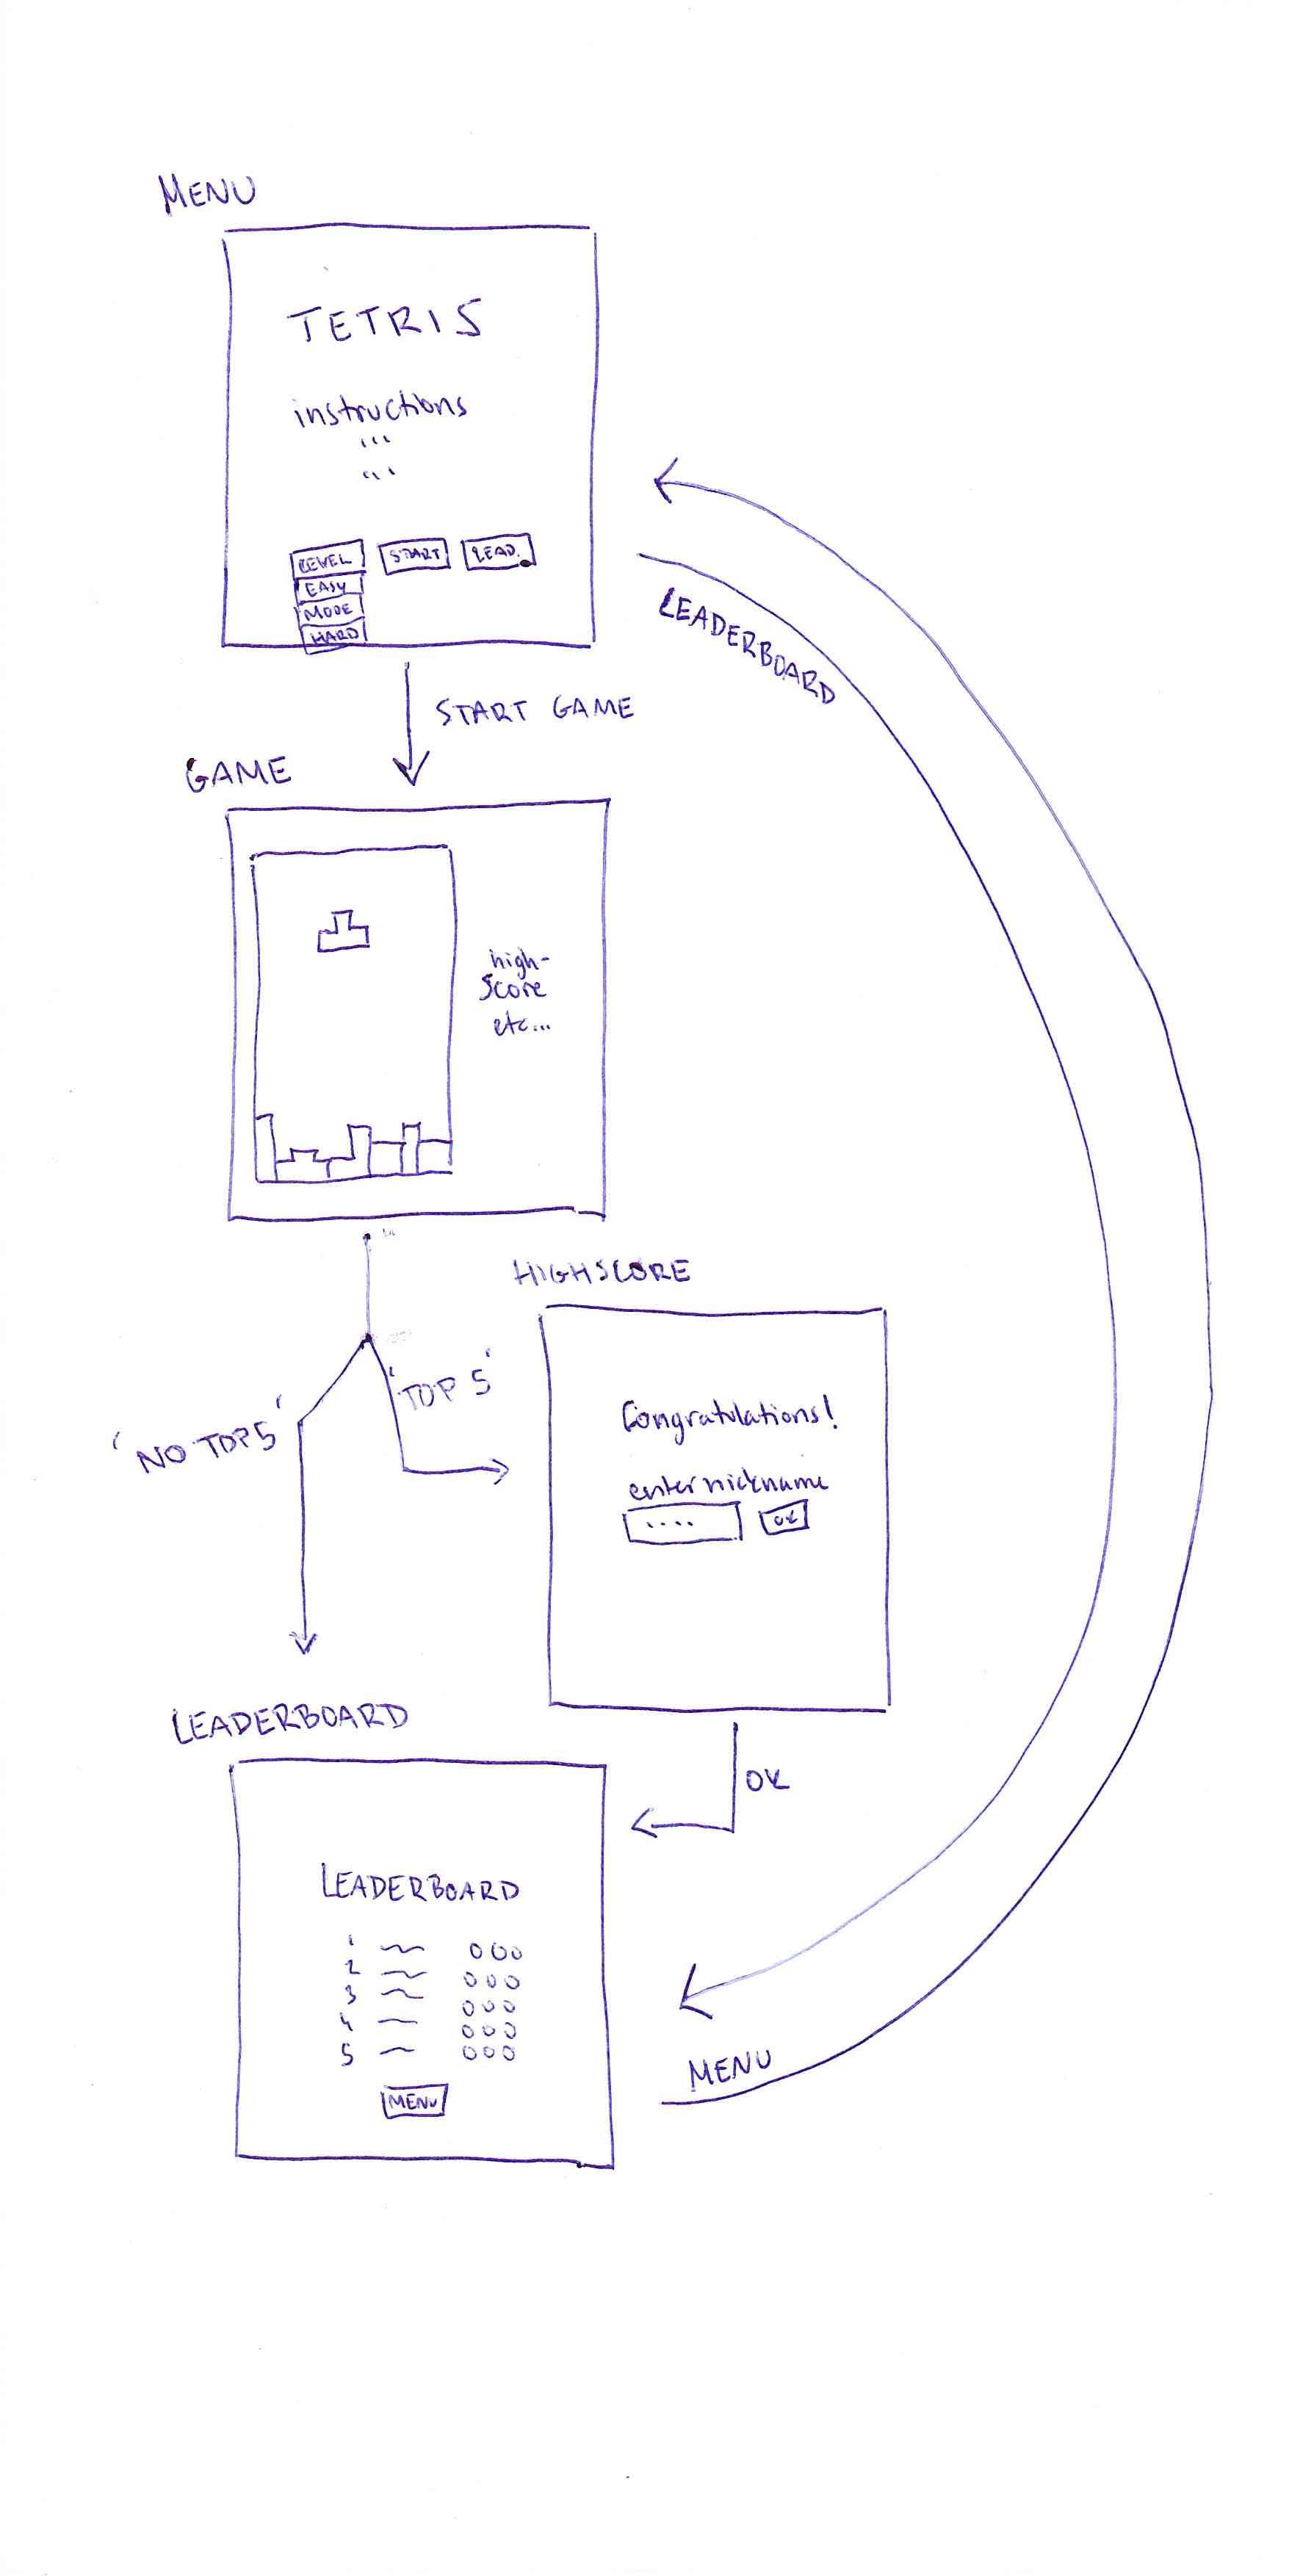 MENU
TETRIS
instructions
...
...
LEVEL START LEAD.
EASY
MODE
HARD
LEADERBOARD
START GAME
GAME
high-
score
etc...
HIGHSCORE
'TOP 5'
'NO TOP 5'
Congratulations!
enter nickname
.... OK
LEADERBOARD
OK
LEADERBOARD
1 000
2 000
3 000
4 000
5 000
MENU
MENU